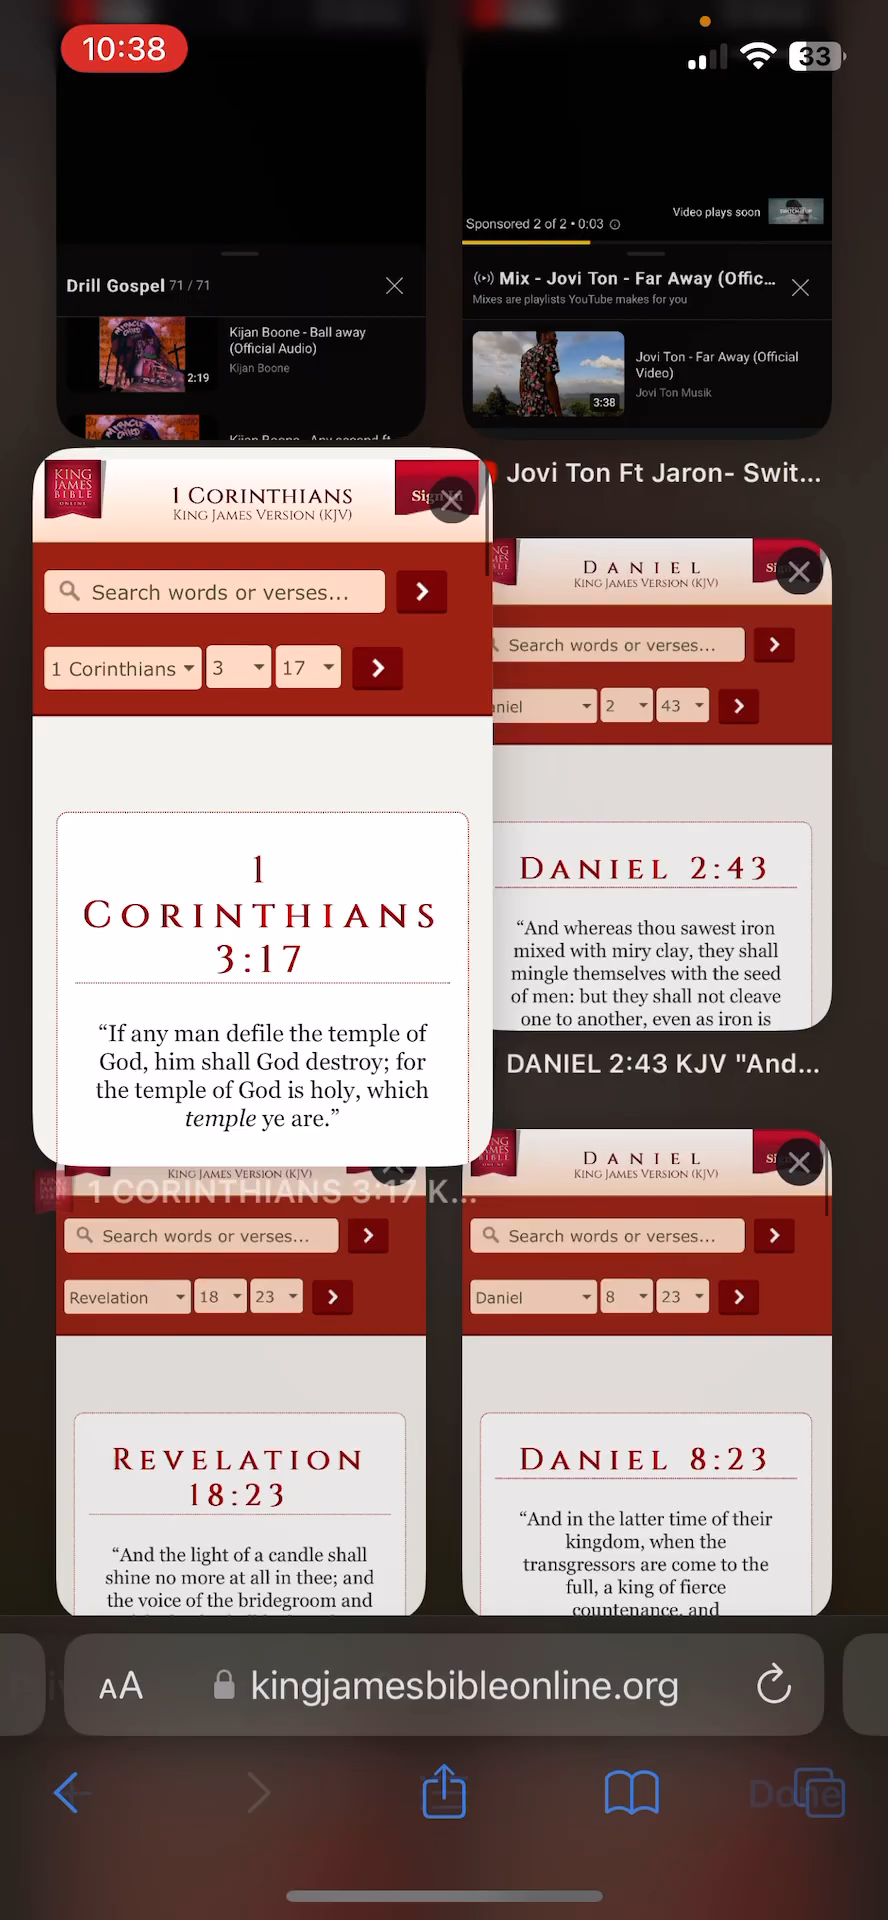 10:38
33
Sponsored 2 of 2 • 0:03
Video plays soon
Drill Gospel 71 / 71
Kijan Boone - Ball away
(Official Audio)
Kijan Boone
2:19
Mix - Jovi Ton - Far Away (Offic...
Mixes are playlists YouTube makes for you
Jovi Ton - Far Away (Official
Video)
Jovi Ton Musik
3:38
Jovi Ton Ft Jaron- Swit...
KING
JAMES
BIBLE
ONLINE
1 CORINTHIANS
KING JAMES VERSION (KJV)
Sign In
Search words or verses...
1 Corinthians
3
17
1
CORINTHIANS
3:17
“If any man defile the temple of
God, him shall God destroy; for
the temple of God is holy, which
temple ye are.”
1 CORINTHIANS 3:17 K...
DANIEL
KING JAMES VERSION (KJV)
Si
Search words or verses...
niel
2
43
DANIEL 2:43
“And whereas thou sawest iron
mixed with miry clay, they shall
mingle themselves with the seed
of men: but they shall not cleave
one to another, even as iron is
DANIEL 2:43 KJV "And...
KING JAMES VERSION (KJV)
Search words or verses...
Revelation
18
23
REVELATION
18:23
“And the light of a candle shall
shine no more at all in thee; and
the voice of the bridegroom and
DANIEL
KING JAMES VERSION (KJV)
Si
Search words or verses...
Daniel
8
23
DANIEL 8:23
“And in the latter time of their
kingdom, when the
transgressors are come to the
full, a king of fierce
countenance, and
AA
kingjamesbibleonline.org
Done